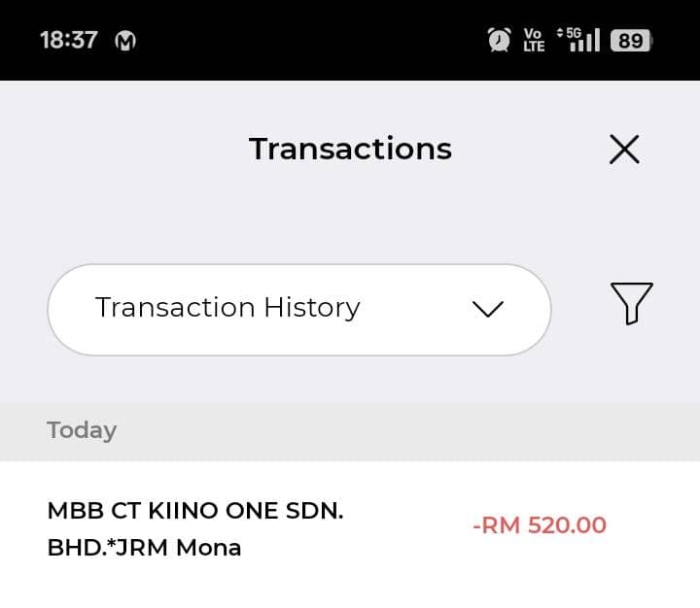 18:37 M Vo LTE 5G 89
Transactions
Transaction History
Today
MBB CT KIINO ONE SDN.
BHD.*JRM Mona
-RM 520.00